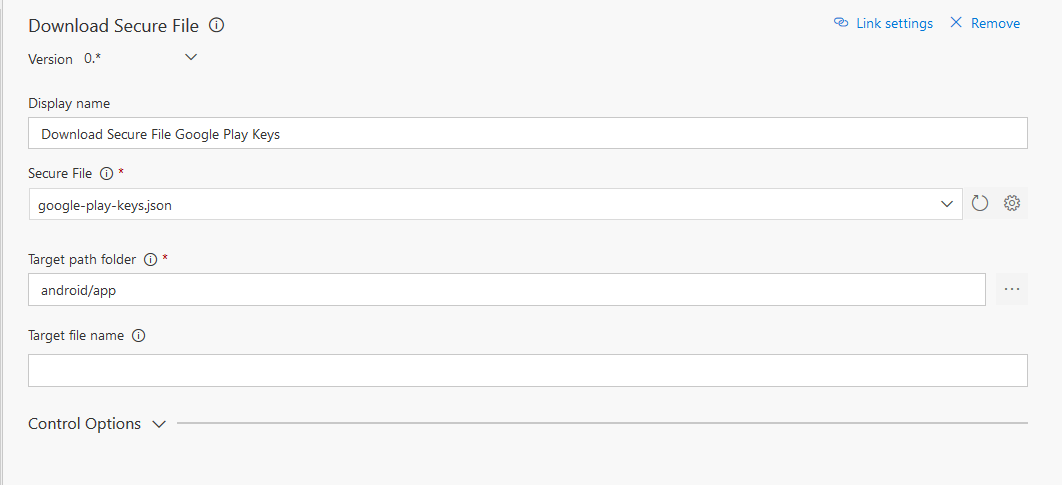 Download Secure File
Link settings
Remove
Version 0.*
Display name
Download Secure File Google Play Keys
Secure File *
google-play-keys.json
Target path folder *
android/app
...
Target file name
Control Options